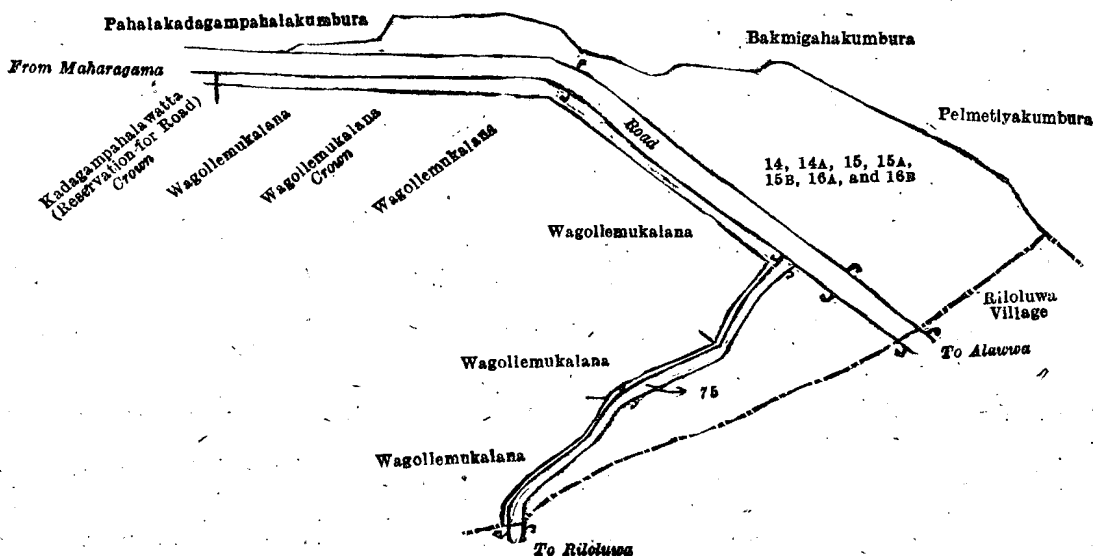 Pahalakadagampahalakumbura
Bakmigahakumbura
From Maharagama
Pelmetiyakumbura
Road
Kadagampahalawatta
(Reservation for Road)
Crown
Wagollemukalana
Wagollemukalana
Crown
Wagollemukalana
14, 14A, 15, 15A,
15B, 16A, and 16B
Wagollemukalana
Riloluwa
Village
To Alawwa
Wagollemukalana
75
Wagollemukalana
To Riloluwa